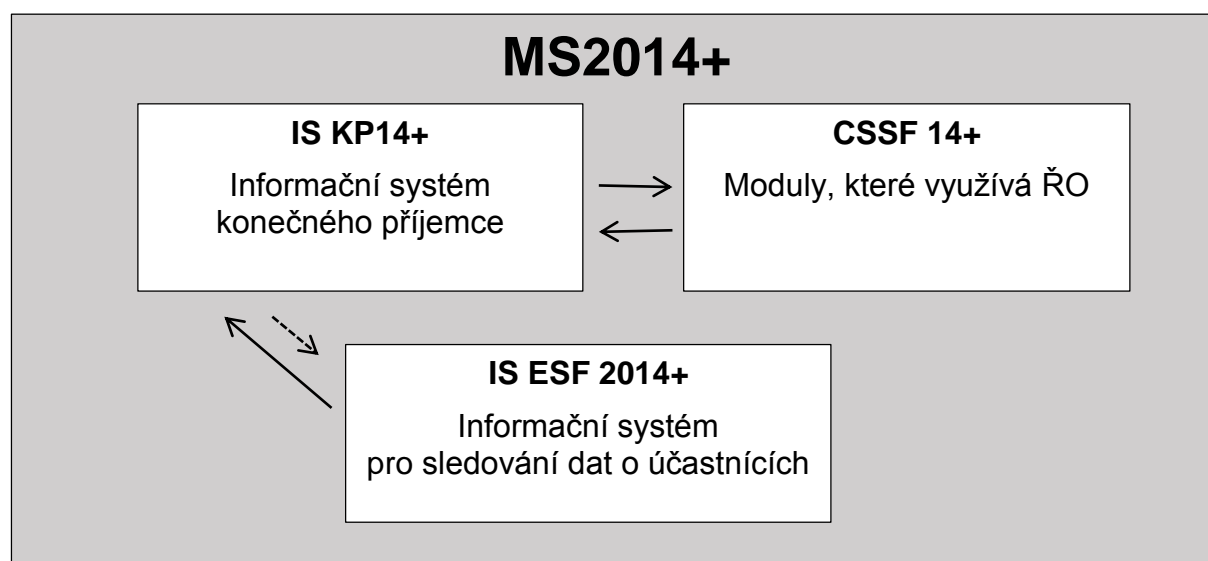 MS2014+
IS KP14+
Informační systém
konečného příjemce
CSSF 14+
Moduly, které využívá ŘO
IS ESF 2014+
Informační systém
pro sledování dat o účastnících